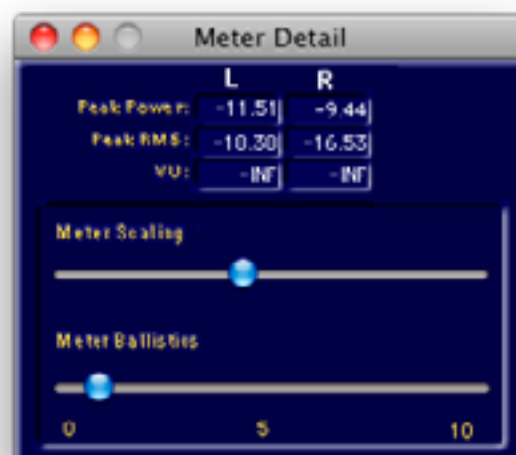 Meter Detail
L R
Peak Power: -11.51 -9.44
Peak RMS: -10.30 -16.53
VU: -INF -INF
Meter Scaling
Meter Ballistics
0 5 10